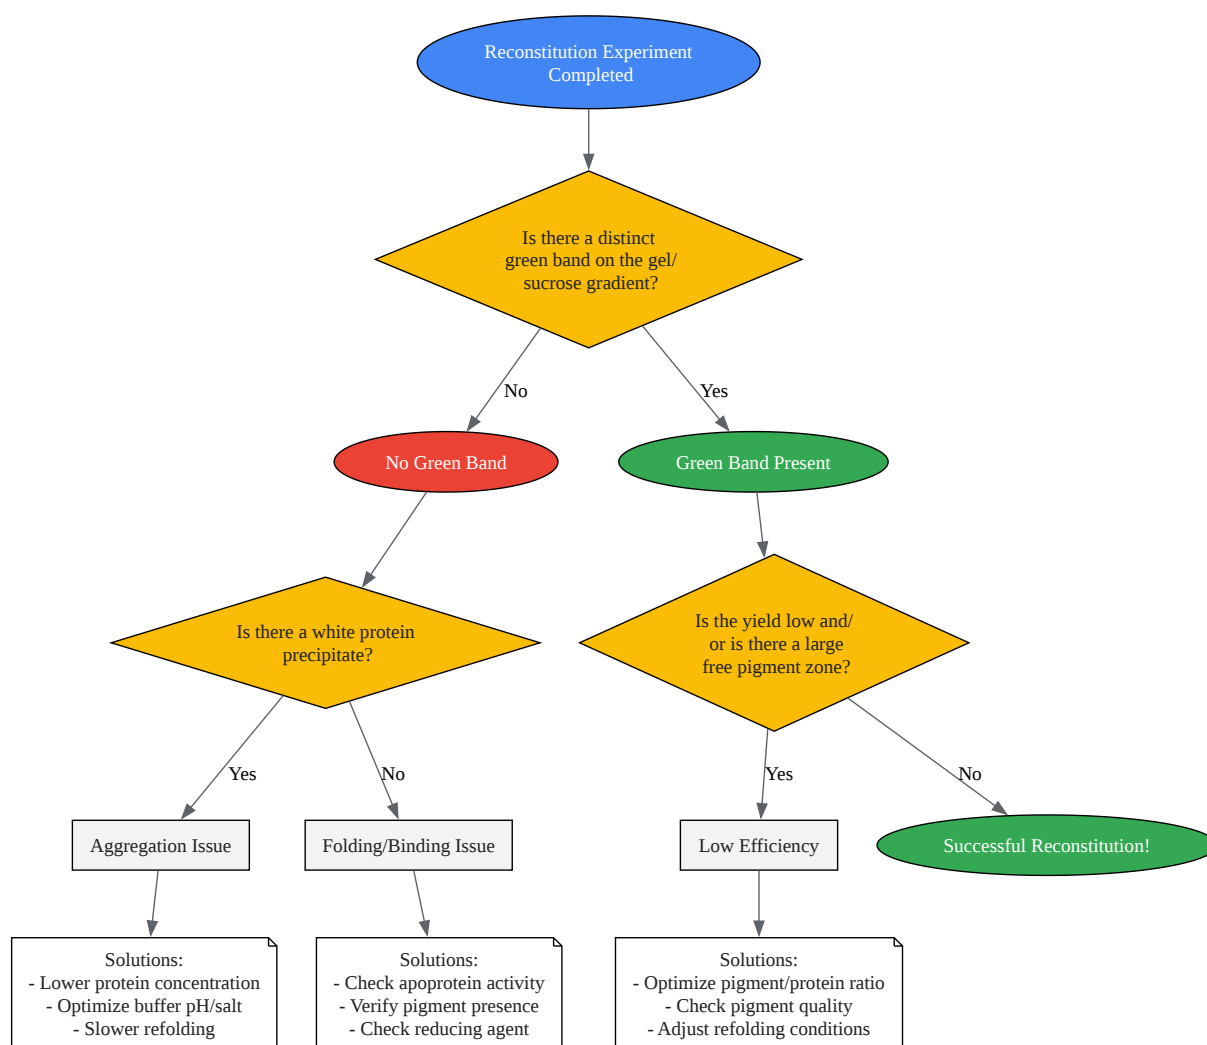 Reconstitution Experiment
Completed
Is there a distinct
green band on the gel/
sucrose gradient?
No
Yes
No Green Band
Green Band Present
Is there a white protein
precipitate?
Is the yield low and/
or is there a large
free pigment zone?
Yes
No
Yes
No
Aggregation Issue
Folding/Binding Issue
Low Efficiency
Successful Reconstitution!
Solutions:
- Lower protein concentration
- Optimize buffer pH/salt
- Slower refolding
Solutions:
- Check apoprotein activity
- Verify pigment presence
- Check reducing agent
Solutions:
- Optimize pigment/protein ratio
- Check pigment quality
- Adjust refolding conditions